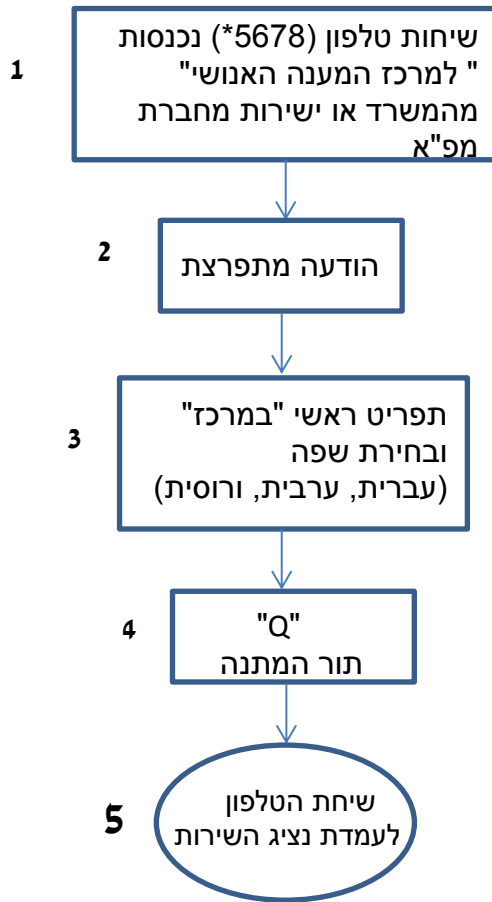 1
שיחות טלפון (5678*) נכנסות
"למרכז המענה האנושי"
מהמשרד או ישירות מחברת
מפ"א
2
הודעה מתפרצת
3
תפריט ראשי "במרכז"
ובחירת שפה
(עברית, ערבית, ורוסית)
4
"Q"
תור המתנה
5
שיחת הטלפון
לעמדת נציג השירות